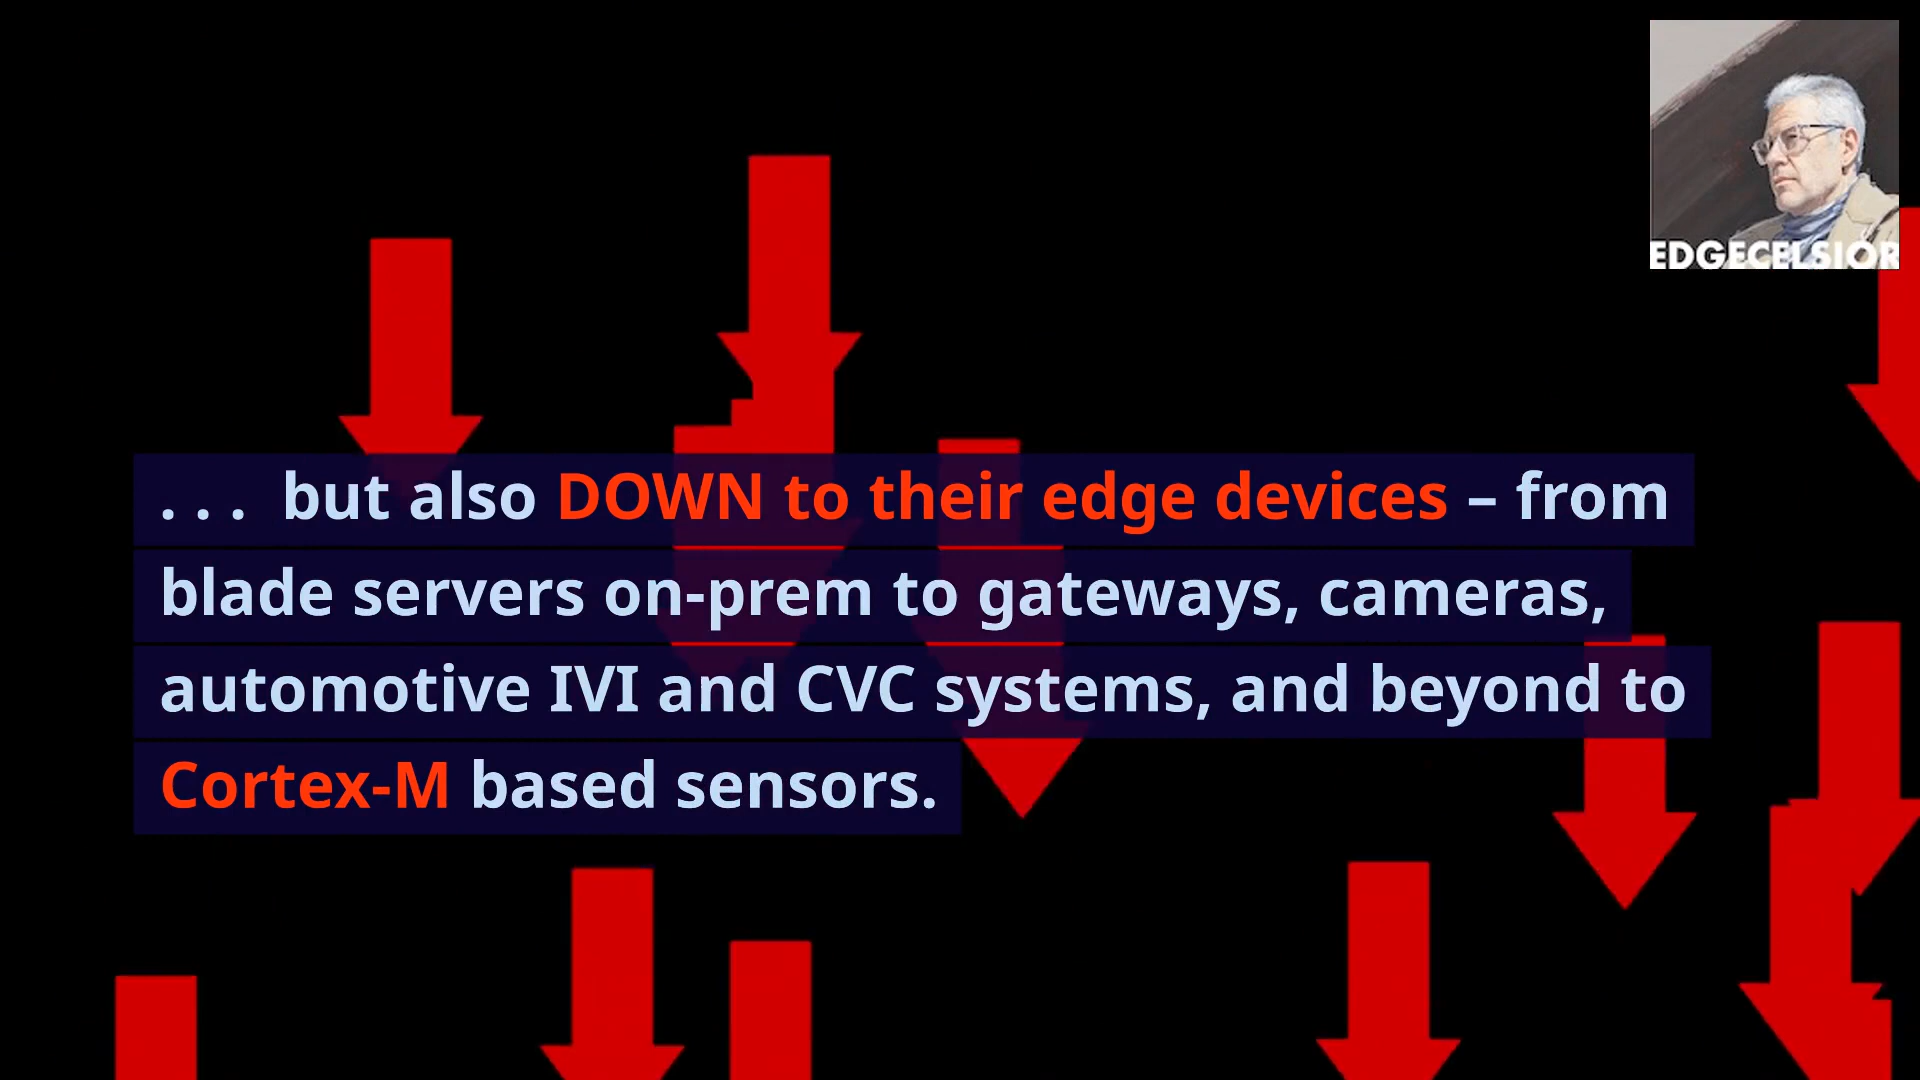 EDGECELSIOR
. . .  but also DOWN to their edge devices – from
blade servers on-prem to gateways, cameras,
automotive IVI and CVC systems, and beyond to
Cortex-M based sensors.